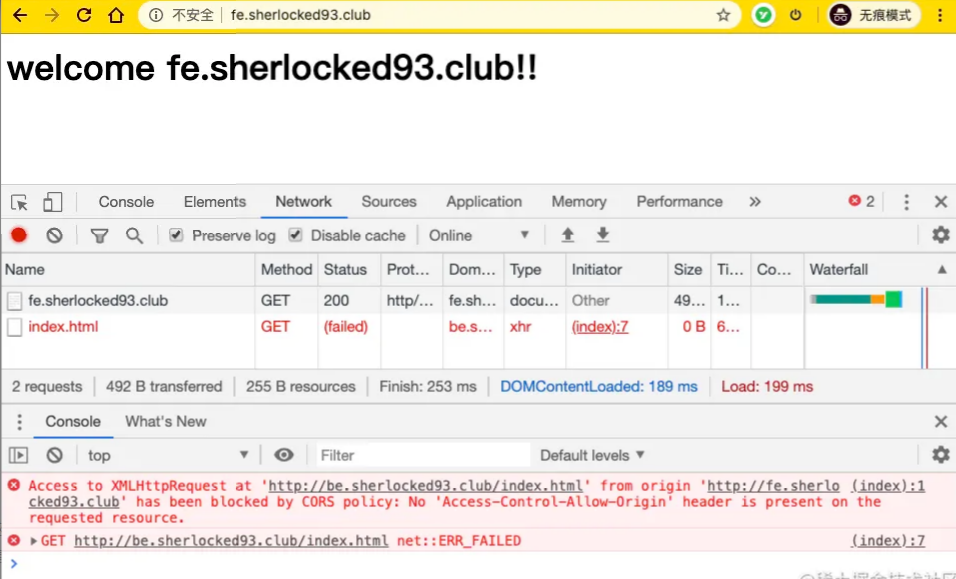 不安全 fe.sherlocked93.club 无痕模式
welcome fe.sherlocked93.club!!
Console Elements Network Sources Application Memory Performance » 2
Preserve log Disable cache Online
Name Method Status Prot... Dom... Type Initiator Size Ti... Co... Waterfall
fe.sherlocked93.club GET 200 http/... fe.sh... docu... Other 49... 1...
index.html GET (failed) be.s... xhr (index):7 0 B 6...
2 requests 492 B transferred 255 B resources Finish: 253 ms DOMContentLoaded: 189 ms Load: 199 ms
Console What's New
top Filter Default levels
Access to XMLHttpRequest at 'http://be.sherlocked93.club/index.html' from origin 'http://fe.sherlo (index):1
cked93.club' has been blocked by CORS policy: No 'Access-Control-Allow-Origin' header is present on the
requested resource.
GET http://be.sherlocked93.club/index.html net::ERR_FAILED (index):7